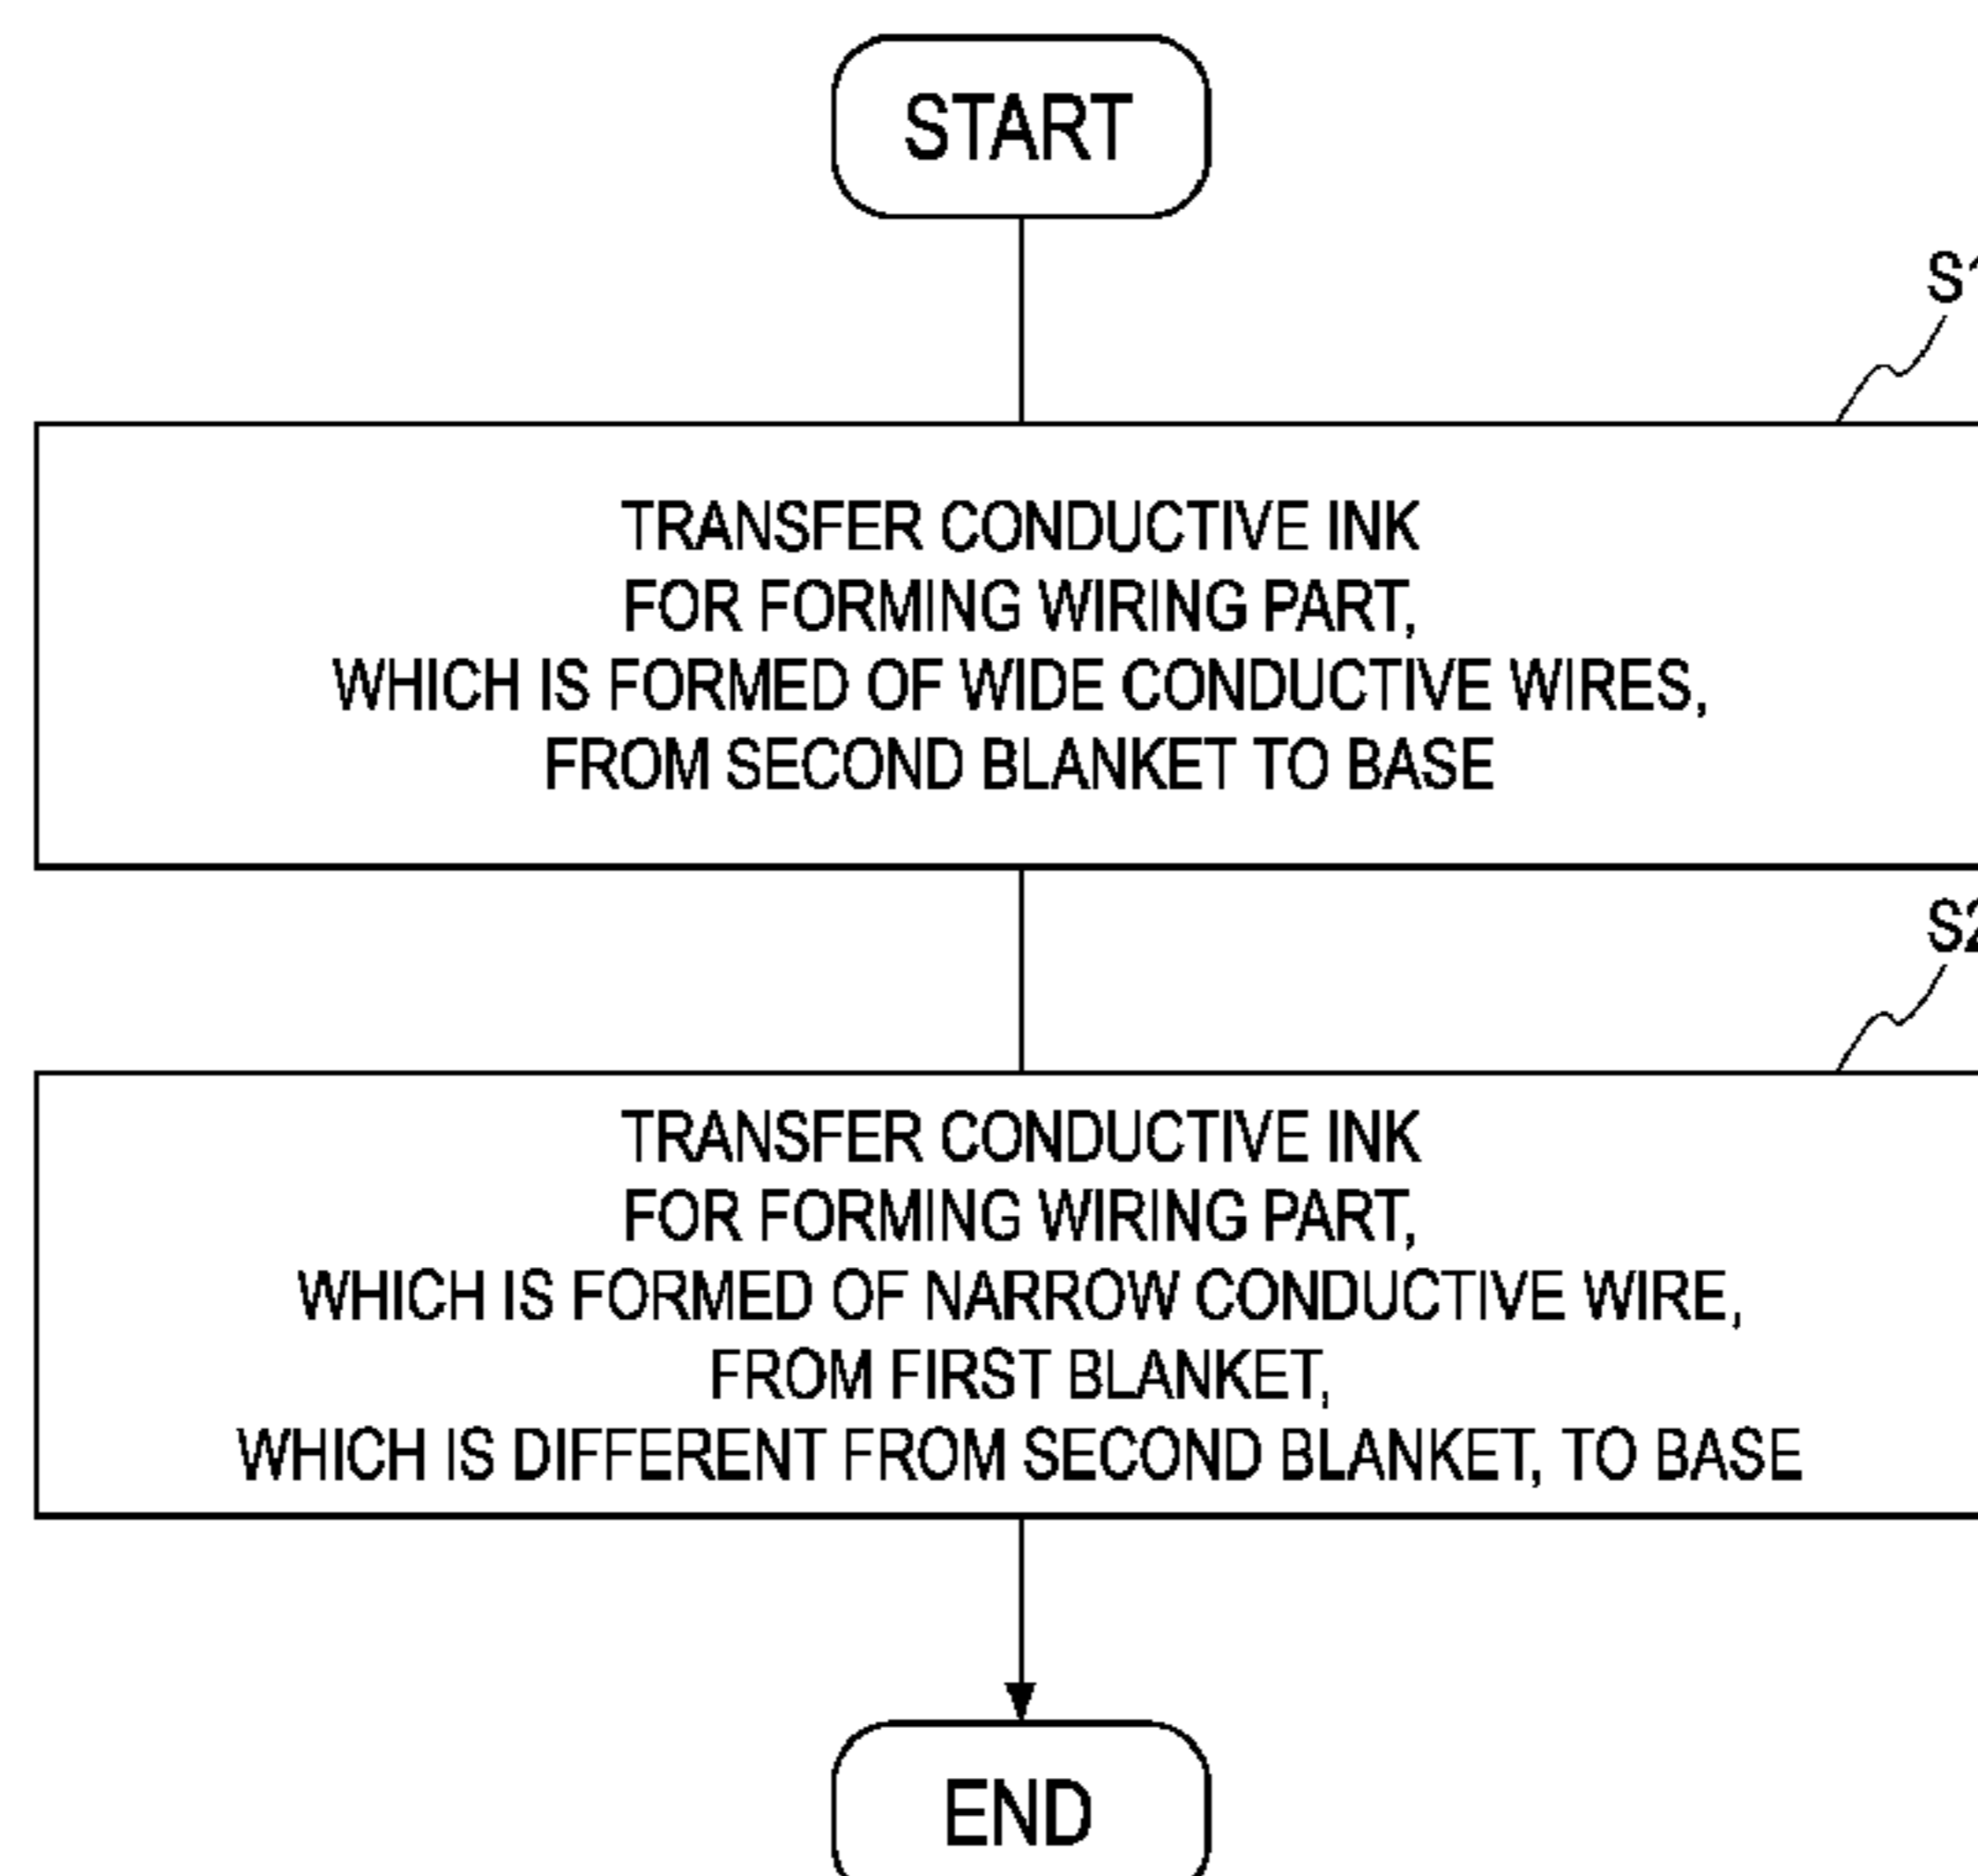 START
S1
TRANSFER CONDUCTIVE INK
FOR FORMING WIRING PART,
WHICH IS FORMED OF WIDE CONDUCTIVE WIRES,
FROM SECOND BLANKET TO BASE
S2
TRANSFER CONDUCTIVE INK
FOR FORMING WIRING PART,
WHICH IS FORMED OF NARROW CONDUCTIVE WIRE,
FROM FIRST BLANKET,
WHICH IS DIFFERENT FROM SECOND BLANKET, TO BASE
END